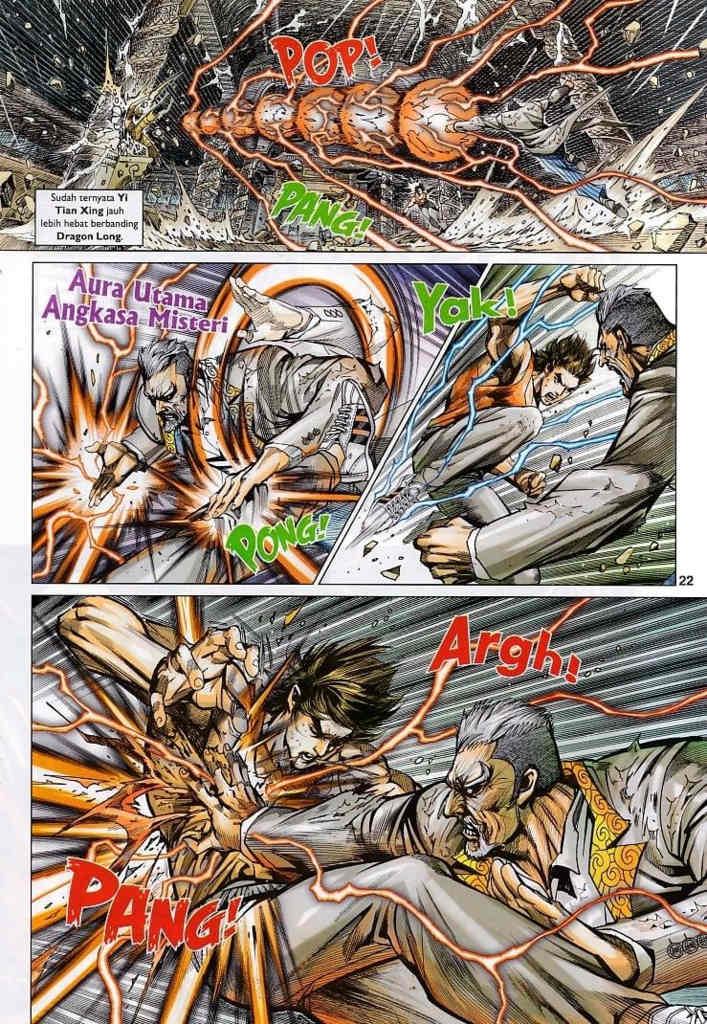 POP!
PANG!
Sudah ternyata Yi
Tian Xing jauh
lebih hebat berbanding
Dragon Long.
Aura Utama
Angkasa Misteri
Yak!
PONG!
22
Argh!
PANG!